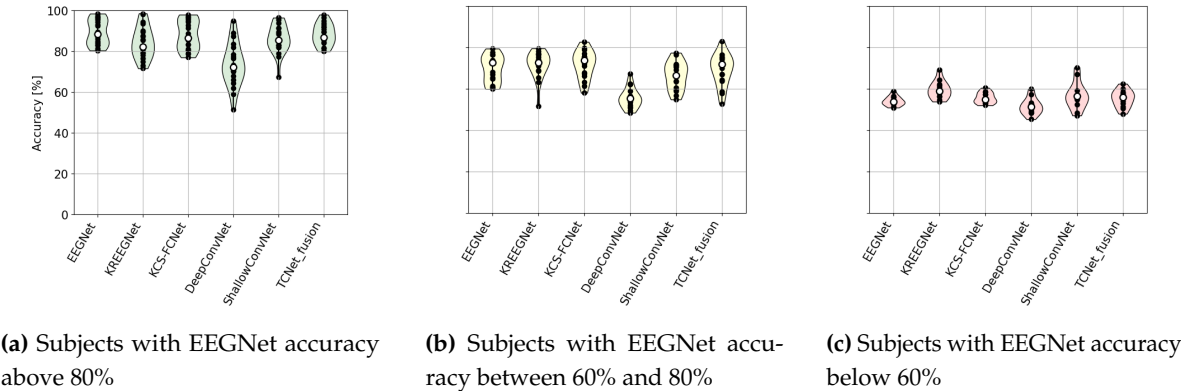 100
80
60
40
20
0
Accuracy [%]
EEGNet
KREEGNet
KCS-FCNet
DeepConvNet
ShallowConvNet
TCNet_fusion
EEGNet
KREEGNet
KCS-FCNet
DeepConvNet
ShallowConvNet
TCNet_fusion
EEGNet
KREEGNet
KCS-FCNet
DeepConvNet
ShallowConvNet
TCNet_fusion
(a) Subjects with EEGNet accuracy
above 80%
(b) Subjects with EEGNet accu-
racy between 60% and 80%
(c) Subjects with EEGNet accuracy
below 60%